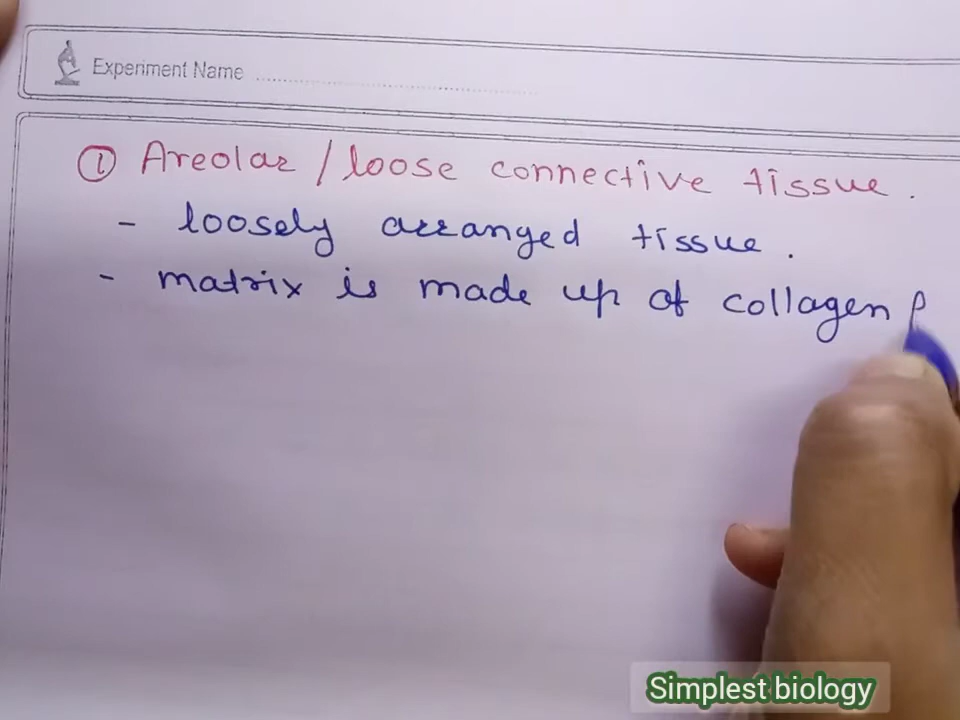 Experiment Name
① Areolar / loose connective tissue.
- loosely arranged tissue.
- matrix is made up of collagen
Simplest biology